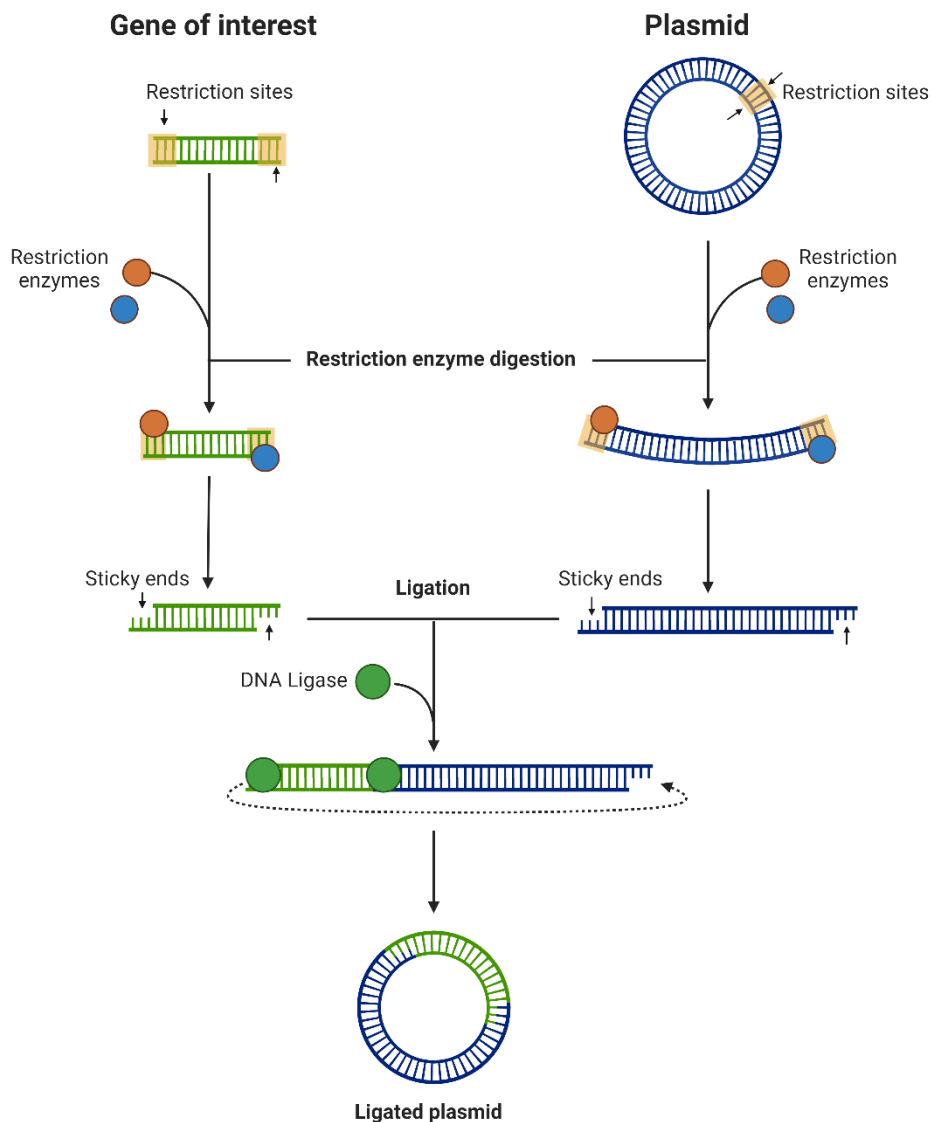 Gene of interest
Plasmid
Restriction sites
Restriction sites
Restriction
enzymes
Restriction
enzymes
Restriction enzyme digestion
Sticky ends
Ligation
Sticky ends
DNA Ligase
Ligated plasmid